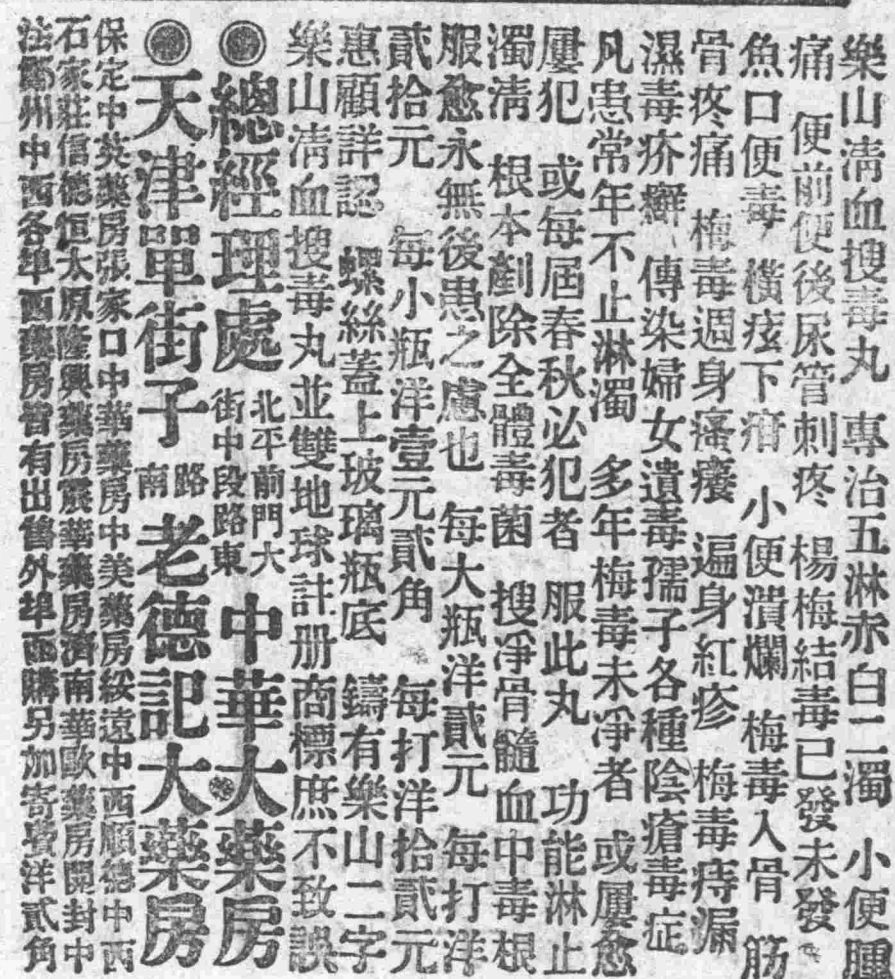 樂山淸血搜毒丸 專治五淋赤白二濁 小便腫
痛 便前便後尿管刺疼 楊梅結毒已發未發
魚口便毒 橫痃下疳 小便潰爛 梅毒入骨 筋
骨疼痛 梅毒週身瘙癢 遍身紅疹 梅毒痔漏
濕毒疥癬 傳染婦女遺毒孺子各種陰瘡毒症
凡患常年不止淋濁 多年梅毒未凈者 或屢愈
屢犯 或每屆春秋必犯者 服此丸 功能淋止
濁淸 根本剷除全體毒菌 搜凈骨髓血中毒根
服愈永無後患之慮也 每大瓶洋貳元 每打洋
貳拾元 每小瓶洋壹元貳角 每打洋拾貳元
惠顧詳認 螺絲蓋上玻璃瓶底 鑄有樂山二字
樂山淸血搜毒丸並雙地球註册商標庶不致誤
◉總經理處 北平前門大街中段路東 中華大藥房
◉天津單街子 路南 老德記大藥房
保定中英藥房張家口中華藥房中美藥房綏遠中西順德中西
石家莊信德恒太原隆興藥房震華藥房濟南華歐藥房開封中
法鄭州中西各埠西藥房皆有出售外埠函購另加寄費洋貳角